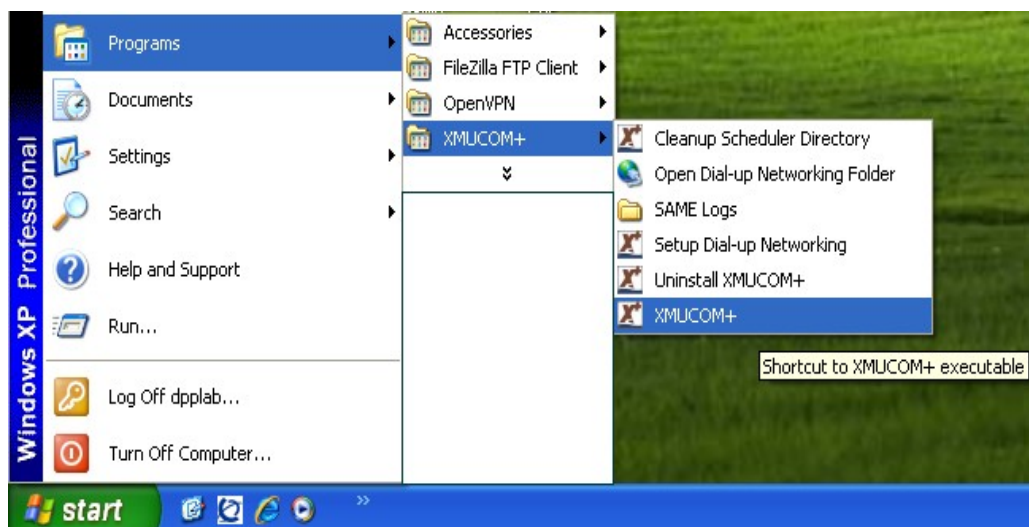 Windows XP Professional
Programs
Documents
Settings
Search
Help and Support
Run...
Log Off dpplab...
Turn Off Computer...
Accessories
FileZilla FTP Client
OpenVPN
XMUCOM+
Cleanup Scheduler Directory
Open Dial-up Networking Folder
SAME Logs
Setup Dial-up Networking
Uninstall XMUCOM+
XMUCOM+
Shortcut to XMUCOM+ executable
start